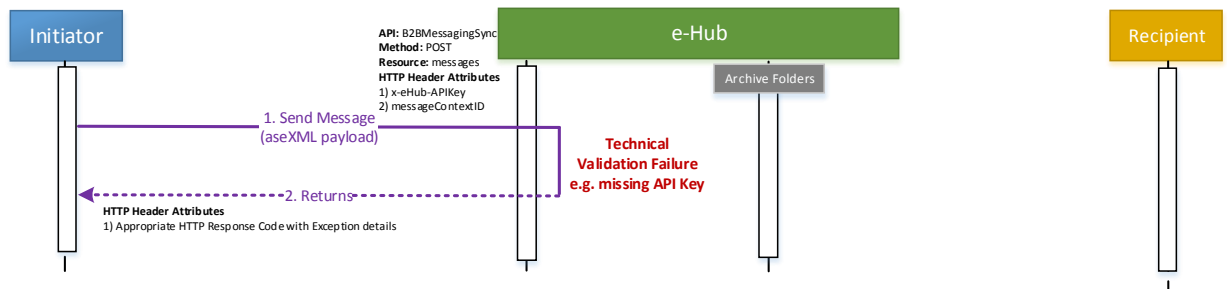 Initiator
e-Hub
Recipient
API: B2BMessagingSync
Method: POST
Resource: messages
HTTP Header Attributes
1) x-eHub-APIKey
2) messageContextID
Archive Folders
1. Send Message
(aseXML payload)
Technical
Validation Failure
e.g. missing API Key
2. Returns
HTTP Header Attributes
1) Appropriate HTTP Response Code with Exception details